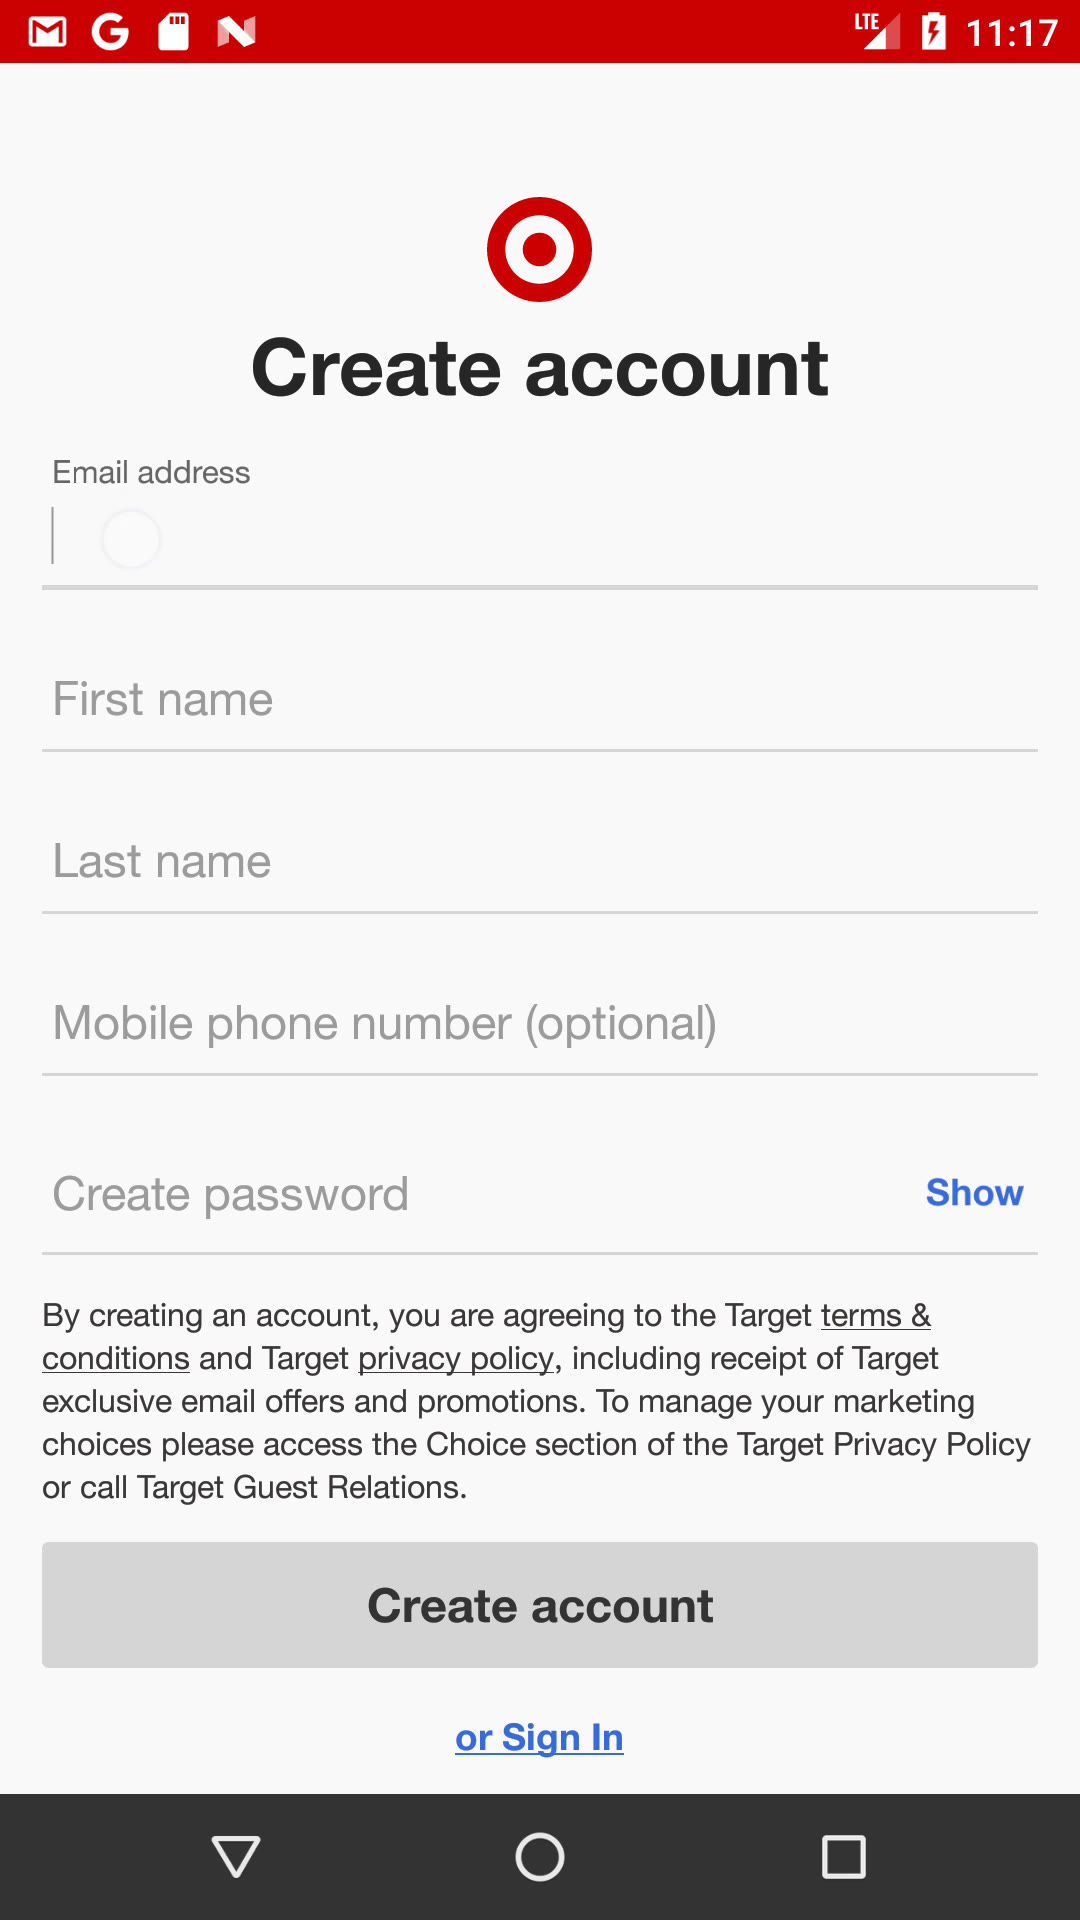 LTE 11:17
Create account
Email address
First name
Last name
Mobile phone number (optional)
Create password Show
By creating an account, you are agreeing to the Target terms &
conditions and Target privacy policy, including receipt of Target
exclusive email offers and promotions. To manage your marketing
choices please access the Choice section of the Target Privacy Policy
or call Target Guest Relations.
Create account
or Sign In